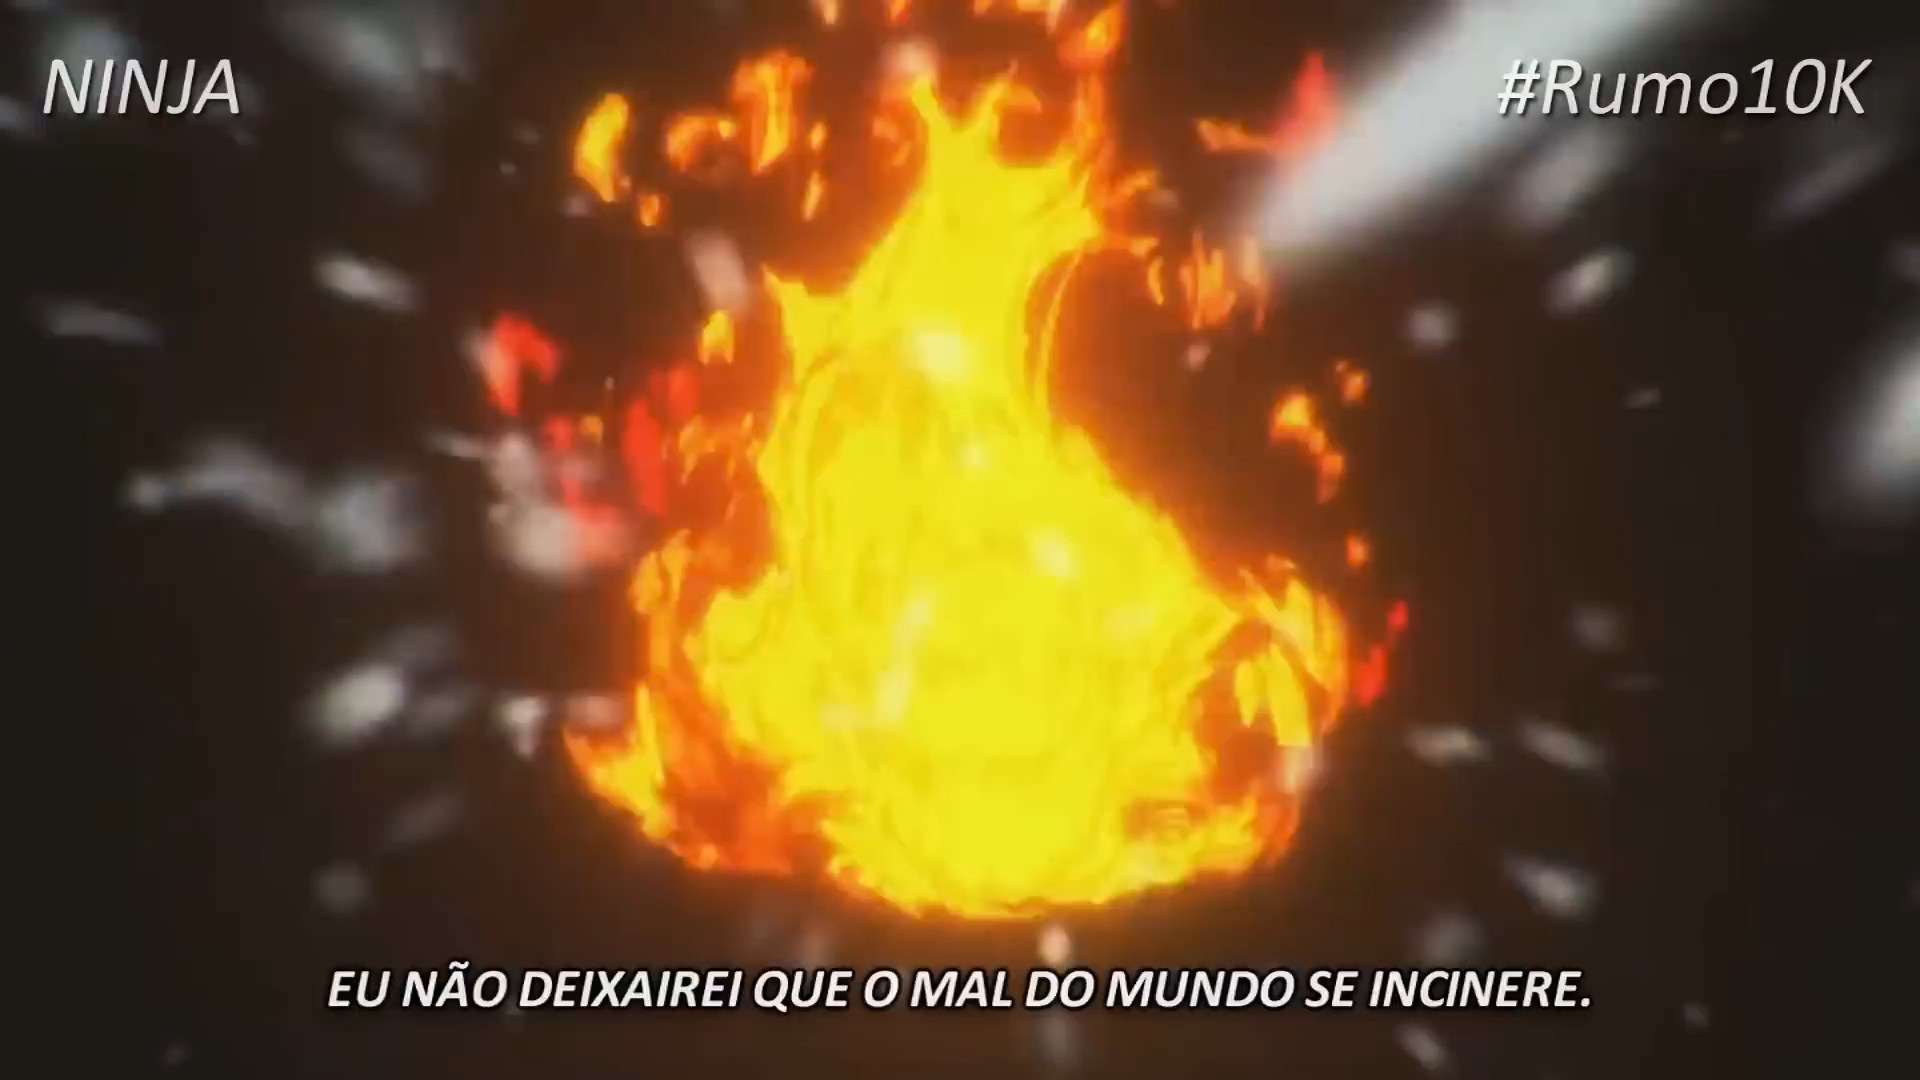 NINJA
#Rumo10K
EU NÃO DEIXAIREI QUE O MAL DO MUNDO SE INCINERE.